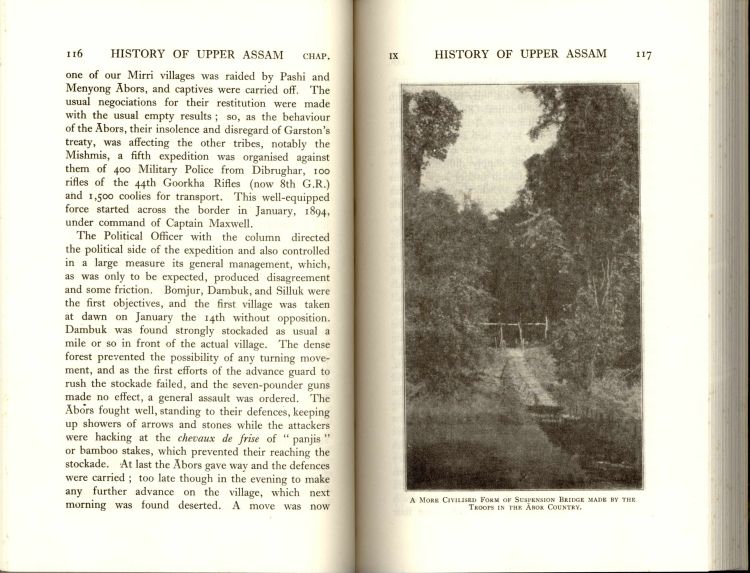 116 HISTORY OF UPPER ASSAM CHAP.
one of our Mirri villages was raided by Pashi and
Menyong Ābors, and captives were carried off. The
usual negociations for their restitution were made
with the usual empty results ; so, as the behaviour
of the Ābors, their insolence and disregard of Garston's
treaty, was affecting the other tribes, notably the
Mishmis, a fifth expedition was organised against
them of 400 Military Police from Dibrughar, 100
rifles of the 44th Goorkha Rifles (now 8th G.R.)
and 1,500 coolies for transport. This well-equipped
force started across the border in January, 1894,
under command of Captain Maxwell.
The Political Officer with the column directed
the political side of the expedition and also controlled
in a large measure its general management, which,
as was only to be expected, produced disagreement
and some friction. Bomjur, Dambuk, and Silluk were
the first objectives, and the first village was taken
at dawn on January the 14th without opposition.
Dambuk was found strongly stockaded as usual a
mile or so in front of the actual village. The dense
forest prevented the possibility of any turning move-
ment, and as the first efforts of the advance guard to
rush the stockade failed, and the seven-pounder guns
made no effect, a general assault was ordered. The
Ābors fought well, standing to their defences, keeping
up showers of arrows and stones while the attackers
were hacking at the chevaux de frise of " panjis "
or bamboo stakes, which prevented their reaching the
stockade. At last the Ābors gave way and the defences
were carried ; too late though in the evening to make
any further advance on the village, which next
morning was found deserted. A move was now
IX HISTORY OF UPPER ASSAM 117
A More Civilised Form of Suspension Bridge made by the
Troops in the Ābor Country.